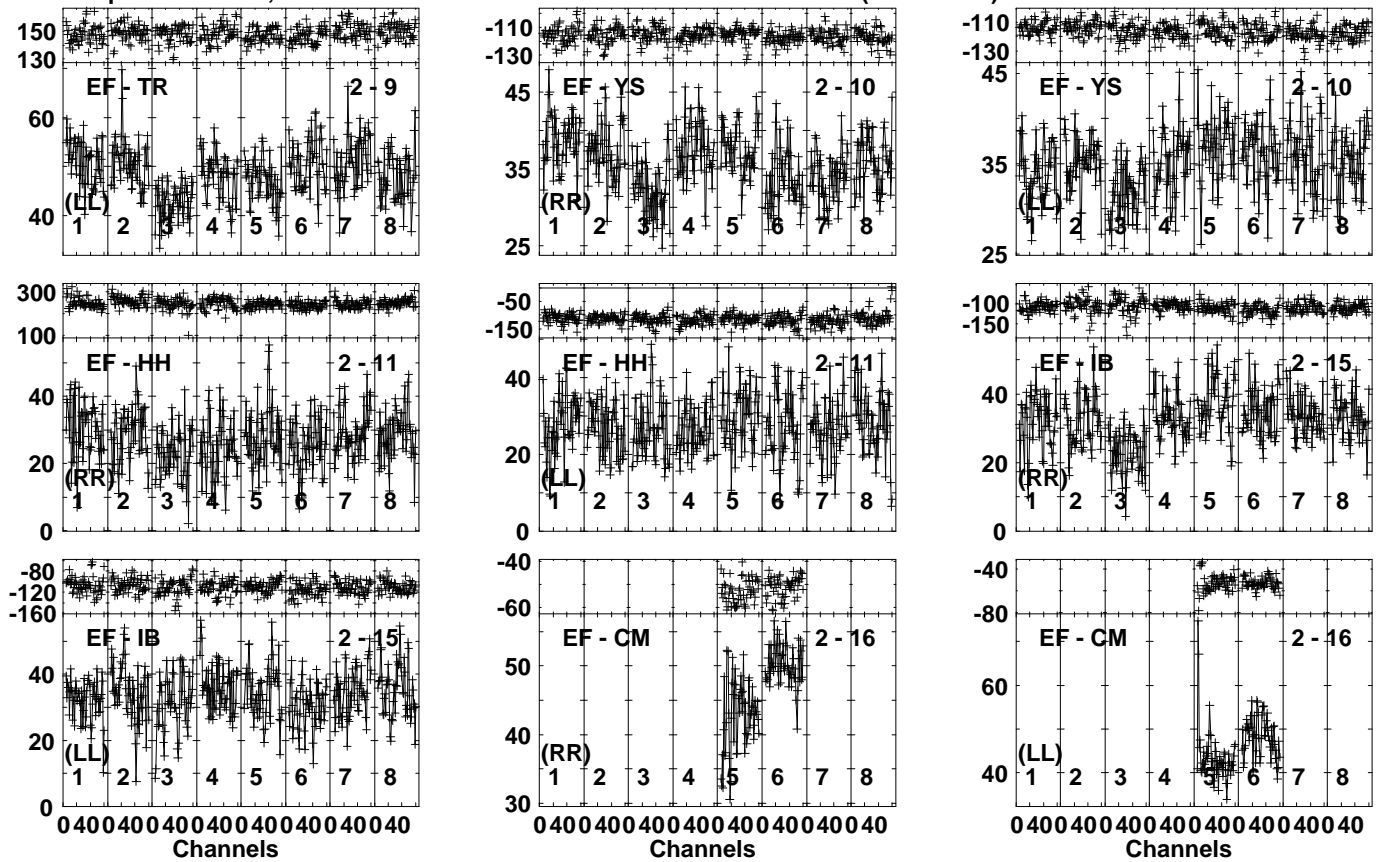 150 130 -110 -130 -110 -130
EF - TR 2 - 9 EF - YS 2 - 10 EF - YS 2 - 10
60 40 45 35 25 45 35 25
(LL) (RR) (LL)
1 2 3 4 5 6 7 8 1 2 3 4 5 6 7 8 1 2 3 4 5 6 7 8
300 100 -50 -150 -100 -150
EF - HH 2 - 11 EF - HH 2 - 11 EF - IB 2 - 15
40 20 0 40 20 0 40 20 0
(RR) (LL) (RR)
1 2 3 4 5 6 7 8 1 2 3 4 5 6 7 8 1 2 3 4 5 6 7 8
-80 -120 -160 -40 -60 -40 -80
EF - IB 2 - 15 EF - CM 2 - 16 EF - CM 2 - 16
40 20 0 50 40 30 60 40
(LL) (RR) (LL)
1 2 3 4 5 6 7 8 1 2 3 4 5 6 7 8 1 2 3 4 5 6 7 8
0 40 0 40 0 40 0 40 0 40 0 40 0 40 0 40 0 40 0 40 0 40 0 40 0 40 0 40 0 40 0 40 0 40 0 40 0 40 0 40 0 40 0 40 0 40 0 40
Channels Channels Channels